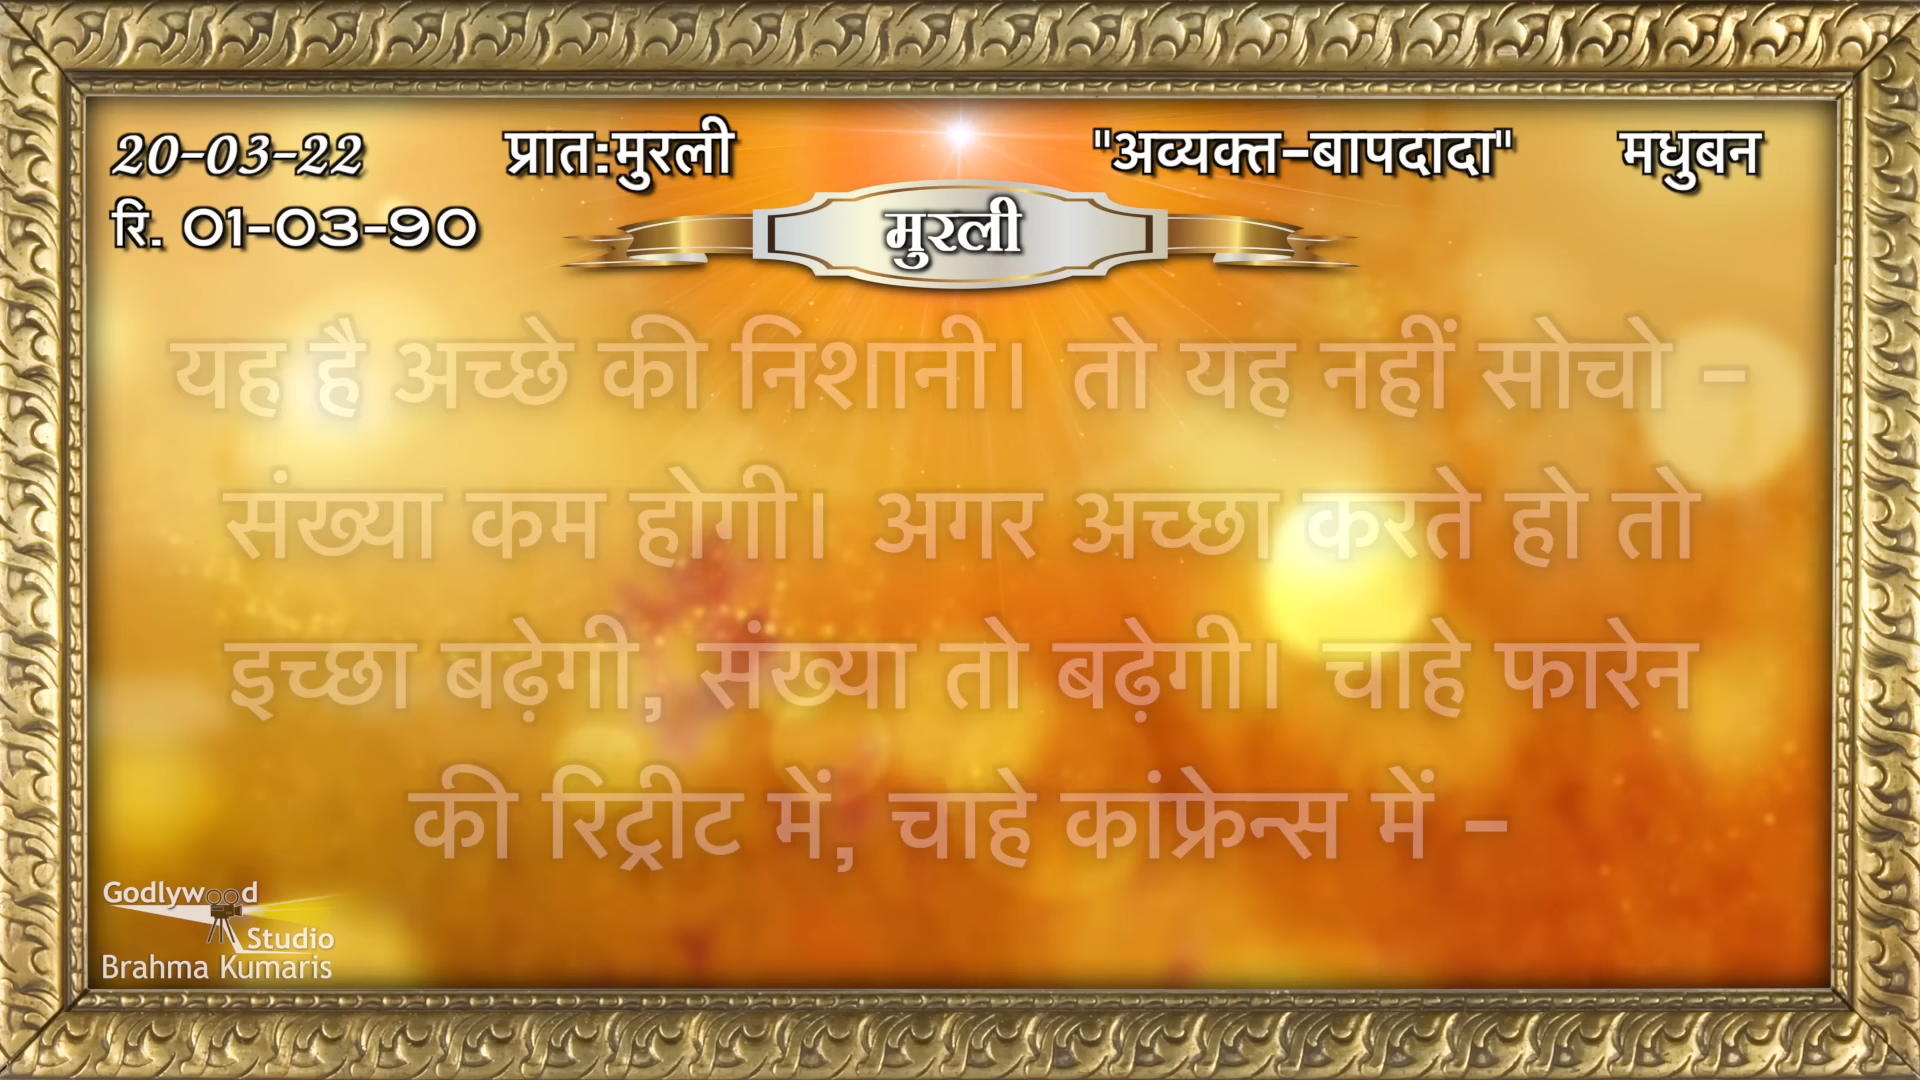 20-03-22 प्रात:मुरली "अव्यक्त-बापदादा" मधुबन
रि. 01-03-90
मुरली
यह है अच्छे की निशानी। तो यह नहीं सोचो -
संख्या कम होगी। अगर अच्छा करते हो तो
इच्छा बढ़ेगी, संख्या तो बढ़ेगी। चाहे फारेन
की रिट्रीट में, चाहे कांफ्रेन्स में -
Godlywood
Studio
Brahma Kumaris